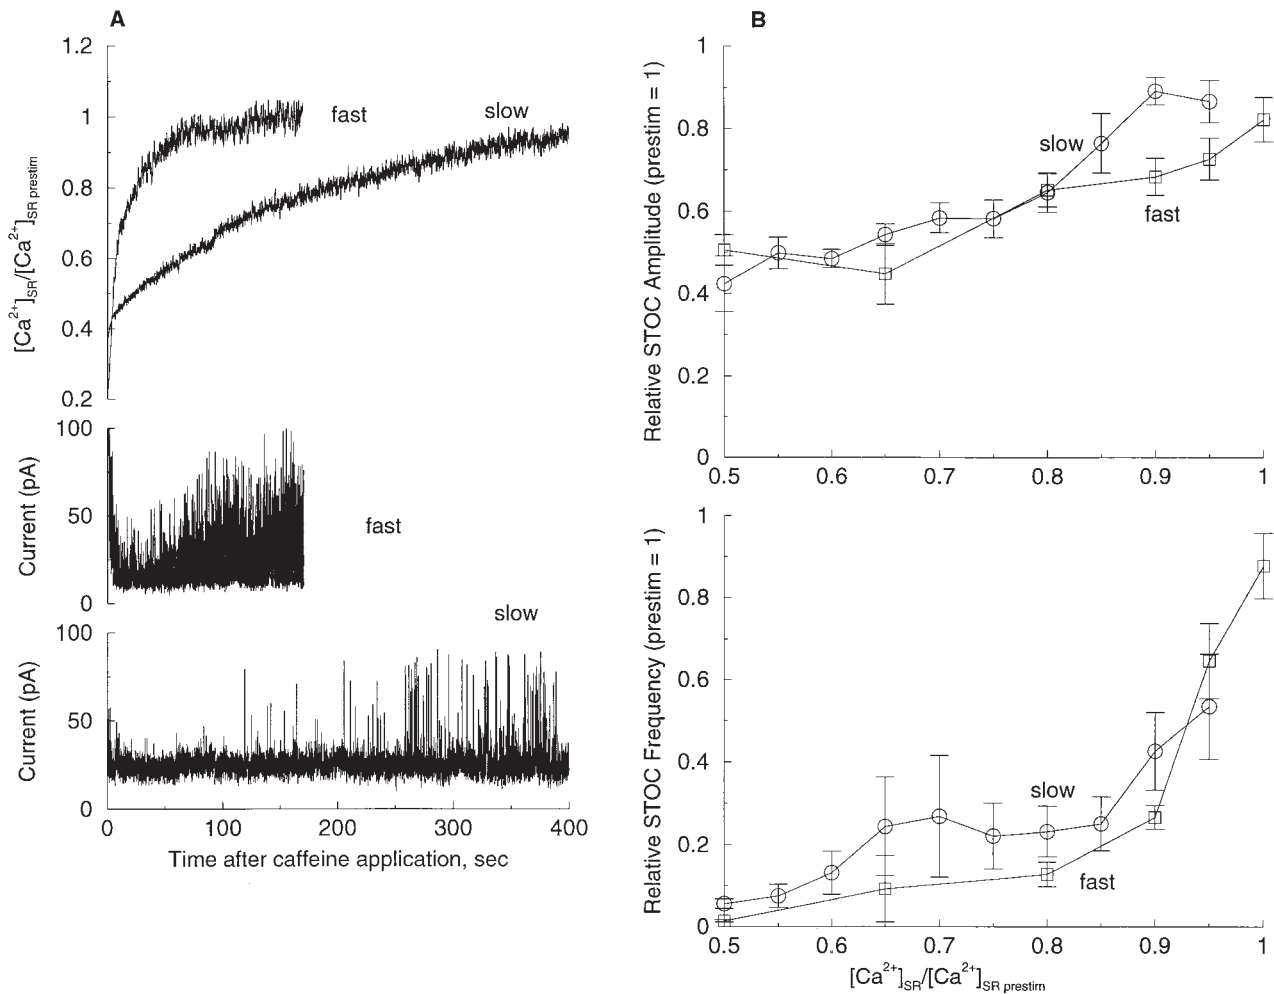 A
1.2
1
0.8
0.6
0.4
0.2
[Ca2+]SR/[Ca2+]SR prestim
fast
slow
100
50
0
Current (pA)
fast
slow
100
50
0
Current (pA)
0 100 200 300 400
Time after caffeine application, sec
B
1
0.8
0.6
0.4
0.2
0
Relative STOC Amplitude (prestim = 1)
slow
fast
0.5 0.6 0.7 0.8 0.9 1
1
0.8
0.6
0.4
0.2
0
Relative STOC Frequency (prestim = 1)
slow
fast
0.5 0.6 0.7 0.8 0.9 1
[Ca2+]SR/[Ca2+]SR prestim